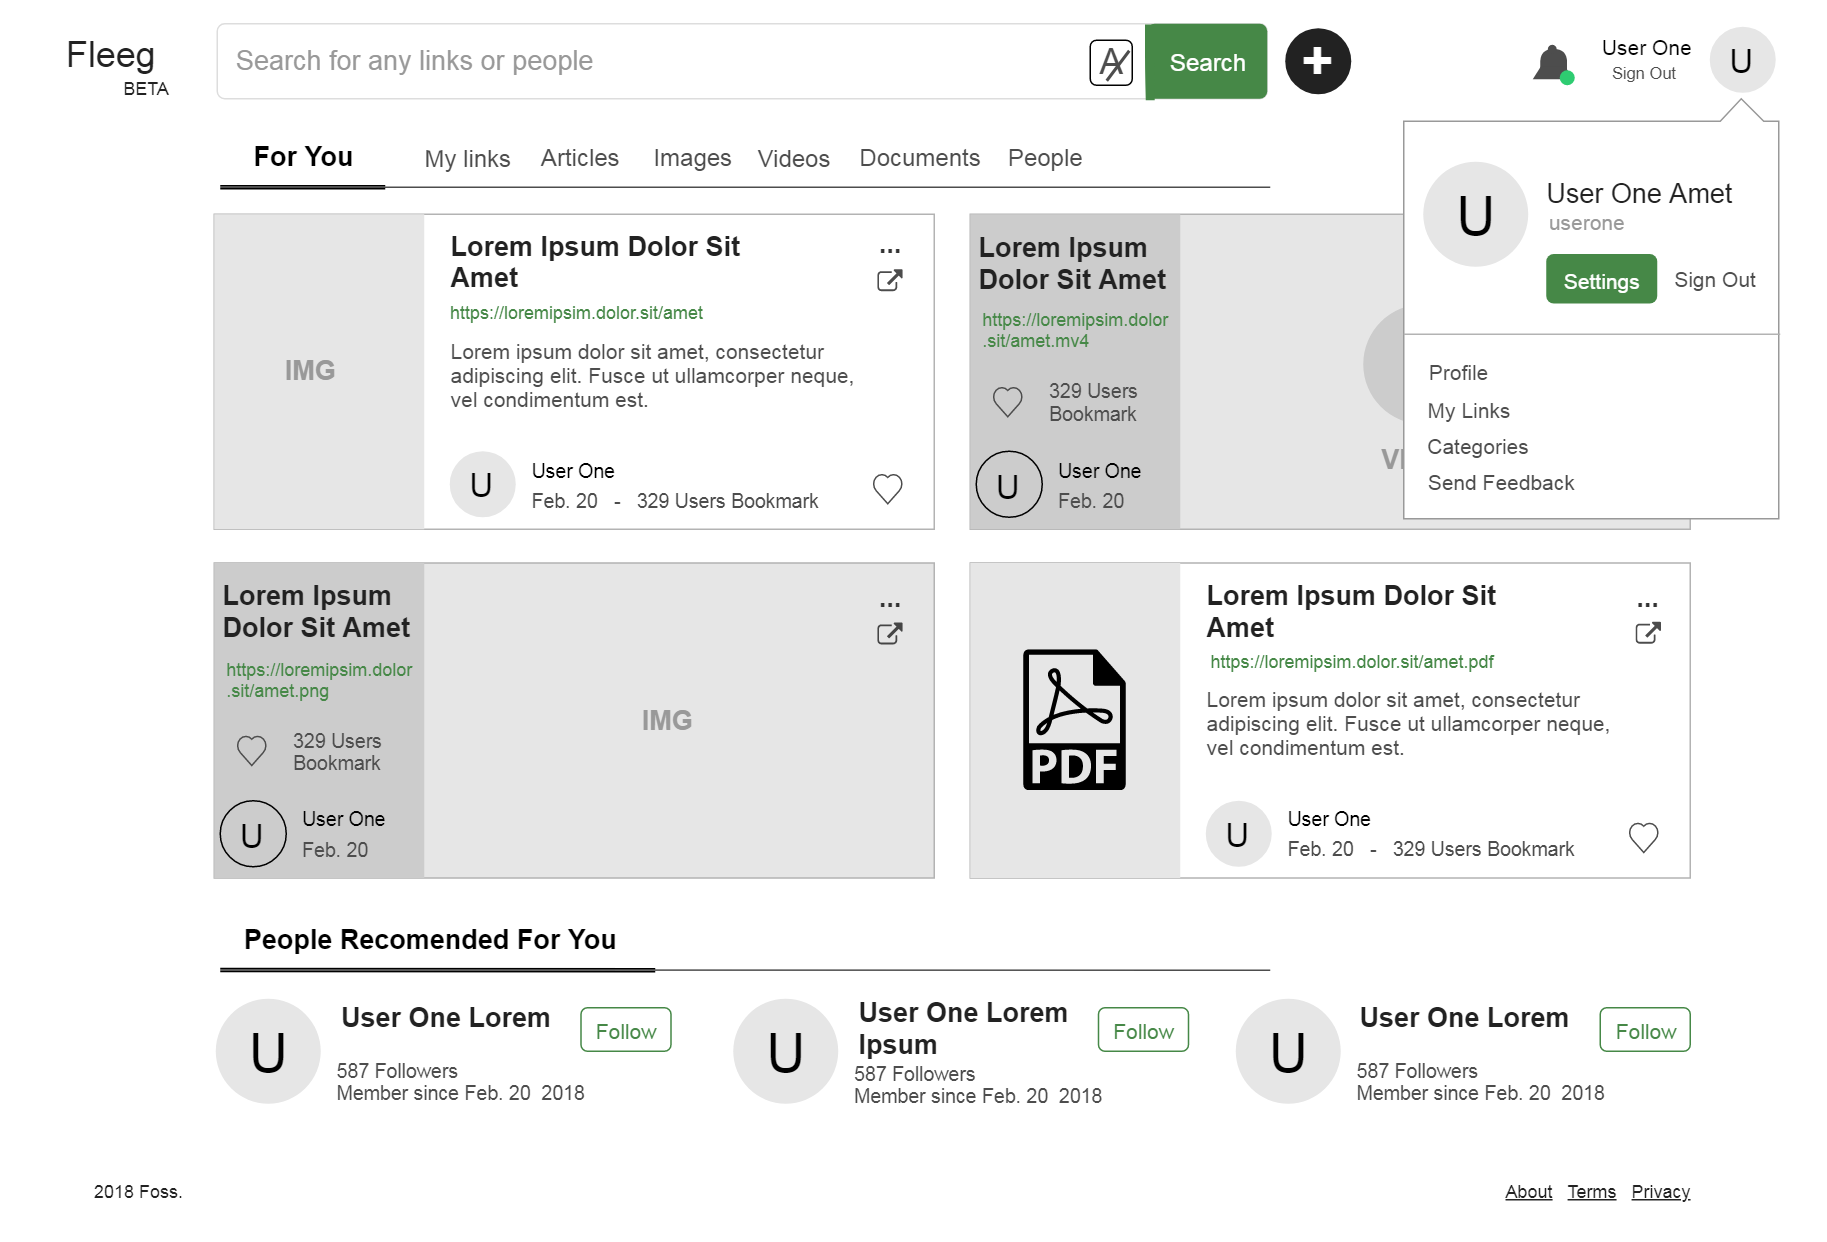 Fleeg
BETA
Search for any links or people
A
Search
User One
Sign Out
U
For You
My links
Articles
Images
Videos
Documents
People
U
User One Amet
userone
Settings
Sign Out
Profile
My Links
Categories
Send Feedback
IMG
Lorem Ipsum Dolor Sit
Amet
...
https://loremipsim.dolor.sit/amet
Lorem ipsum dolor sit amet, consectetur
adipiscing elit. Fusce ut ullamcorper neque,
vel condimentum est.
U
User One
Feb. 20 - 329 Users Bookmark
Lorem Ipsum
Dolor Sit Amet
https://loremipsim.dolor
.sit/amet.mv4
329 Users
Bookmark
U
User One
Feb. 20
Lorem Ipsum
Dolor Sit Amet
https://loremipsim.dolor
.sit/amet.png
329 Users
Bookmark
U
User One
Feb. 20
IMG
...
PDF
Lorem Ipsum Dolor Sit
Amet
...
https://loremipsim.dolor.sit/amet.pdf
Lorem ipsum dolor sit amet, consectetur
adipiscing elit. Fusce ut ullamcorper neque,
vel condimentum est.
U
User One
Feb. 20 - 329 Users Bookmark
People Recomended For You
U
User One Lorem
Follow
587 Followers
Member since Feb. 20 2018
U
User One Lorem
Ipsum
Follow
587 Followers
Member since Feb. 20 2018
U
User One Lorem
Follow
587 Followers
Member since Feb. 20 2018
2018 Foss.
About Terms Privacy